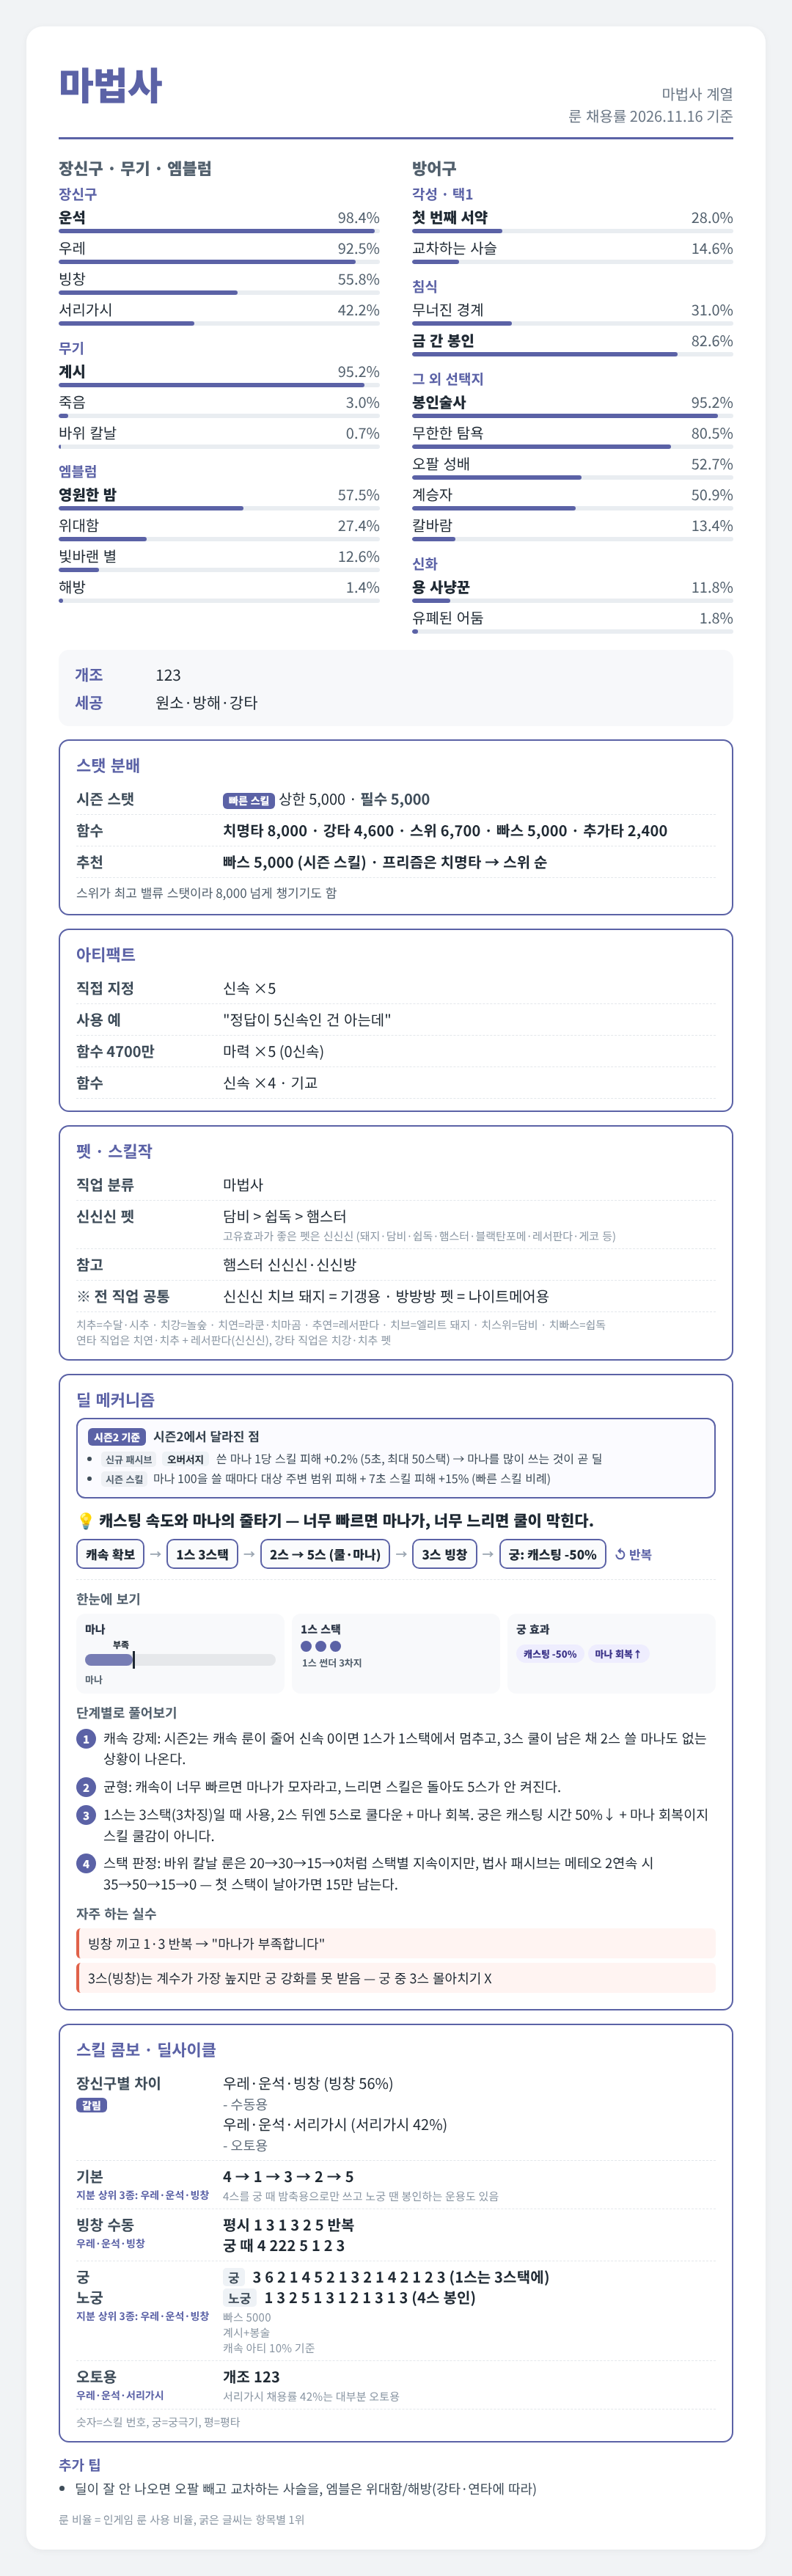 마법사
마법사 계열
룬 채용률 2026.11.16 기준
장신구 · 무기 · 엠블럼
장신구
운석 98.4%
우레 92.5%
빙창 55.8%
서리가시 42.2%
무기
계시 95.2%
죽음 3.0%
바위 칼날 0.7%
엠블럼
영원한 밤 57.5%
위대함 27.4%
빛바랜 별 12.6%
해방 1.4%
방어구
각성 · 택1
첫 번째 서약 28.0%
교차하는 사슬 14.6%
침식
무너진 경계 31.0%
금 간 봉인 82.6%
그 외 선택지
봉인술사 95.2%
무한한 탐욕 80.5%
오팔 성배 52.7%
계승자 50.9%
칼바람 13.4%
신화
용 사냥꾼 11.8%
유폐된 어둠 1.8%
개조 123
세공 원소·방해·강타
스탯 분배
시즌 스탯 빠른 스킬 상한 5,000 · 필수 5,000
함수 치명타 8,000 · 강타 4,600 · 스위 6,700 · 빠스 5,000 · 추가타 2,400
추천 빠스 5,000 (시즌 스킬) · 프리즘은 치명타 → 스위 순
스위가 최고 밸류 스탯이라 8,000 넘게 챙기기도 함
아티팩트
직접 지정 신속 ×5
사용 예 "정답이 5신속인 건 아는데"
함수 4700만 마력 ×5 (0신속)
함수 신속 ×4 · 기교
펫 · 스킬작
직업 분류 마법사
신신신 펫 담비 > 쉽독 > 햄스터
고유효과가 좋은 펫은 신신신 (돼지·담비·쉽독·햄스터·블랙탄포메·레서판다·게코 등)
참고 햄스터 신신신·신신방
※ 전 직업 공통 신신신 치브 돼지 = 기갱용 · 방방방 펫 = 나이트메어용
치추=수달·시추 · 치강=늘숲 · 치연=라쿤·치마곰 · 추연=레서판다 · 치브=엘리트 돼지 · 치스위=담비 · 치빠스=쉽독
연타 직업은 치연·치추 + 레서판다(신신신), 강타 직업은 치강·치추 펫
딜 메커니즘
시즌2 기준 시즌2에서 달라진 점
• 신규 패시브 오버서지 쓴 마나 1당 스킬 피해 +0.2% (5초, 최대 50스택) → 마나를 많이 쓰는 것이 곧 딜
• 시즌 스킬 마나 100을 쓸 때마다 대상 주변 범위 피해 + 7초 스킬 피해 +15% (빠른 스킬 비례)
💡 캐스팅 속도와 마나의 줄타기 — 너무 빠르면 마나가, 너무 느리면 쿨이 막힌다.
캐속 확보 → 1스 3스택 → 2스 → 5스 (쿨·마나) → 3스 빙창 → 궁: 캐스팅 -50% ↺ 반복
한눈에 보기
마나
부족
마나
1스 스택
1스 썬더 3차지
궁 효과
캐스팅 -50% 마나 회복↑
단계별로 풀어보기
1 캐속 강제: 시즌2는 캐속 룬이 줄어 신속 0이면 1스가 1스택에서 멈추고, 3스 쿨이 남은 채 2스 쓸 마나도 없는
상황이 나온다.
2 균형: 캐속이 너무 빠르면 마나가 모자라고, 느리면 스킬은 돌아도 5스가 안 켜진다.
3 1스는 3스택(3차징)일 때 사용, 2스 뒤엔 5스로 쿨다운 + 마나 회복. 궁은 캐스팅 시간 50%↓ + 마나 회복이지
스킬 쿨감이 아니다.
4 스택 판정: 바위 칼날 룬은 20→30→15→0처럼 스택별 지속이지만, 법사 패시브는 메테오 2연속 시
35→50→15→0 — 첫 스택이 날아가면 15만 남는다.
자주 하는 실수
빙창 끼고 1·3 반복 → "마나가 부족합니다"
3스(빙창)는 계수가 가장 높지만 궁 강화를 못 받음 — 궁 중 3스 몰아치기 X
스킬 콤보 · 딜사이클
장신구별 차이 우레·운석·빙창 (빙창 56%)
갈림 - 수동용
우레·운석·서리가시 (서리가시 42%)
- 오토용
기본 4 → 1 → 3 → 2 → 5
지분 상위 3종: 우레·운석·빙창 4스를 궁 때 밤축용으로만 쓰고 노궁 땐 봉인하는 운용도 있음
빙창 수동 평시 1 3 1 3 2 5 반복
우레·운석·빙창 궁 때 4 222 5 1 2 3
궁 궁 3 6 2 1 4 5 2 1 3 2 1 4 2 1 2 3 (1스는 3스택에)
노궁 노궁 1 3 2 5 1 3 1 2 1 3 1 3 (4스 봉인)
지분 상위 3종: 우레·운석·빙창 빠스 5000
계시+봉술
캐속 아티 10% 기준
오토용 개조 123
우레·운석·서리가시 서리가시 채용률 42%는 대부분 오토용
숫자=스킬 번호, 궁=궁극기, 평=평타
추가 팁
• 딜이 잘 안 나오면 오팔 빼고 교차하는 사슬을, 엠블은 위대함/해방(강타·연타에 따라)
룬 비율 = 인게임 룬 사용 비율, 굵은 글씨는 항목별 1위